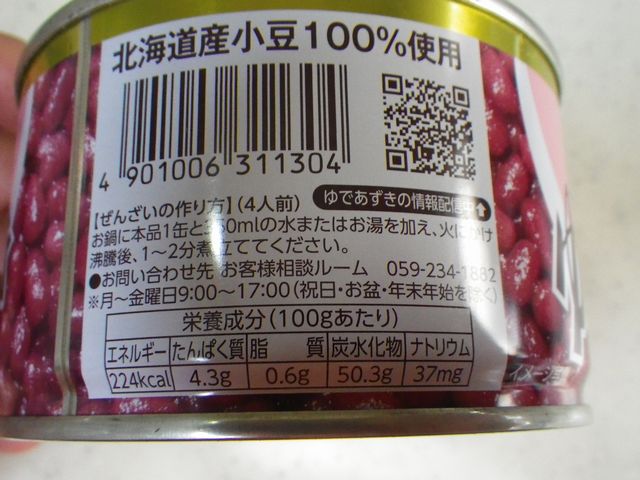 北海道産小豆100%使用
4 901006 311304
ゆであずきの情報配信中
【ぜんざいの作り方】(4人前)
お鍋に本品1缶と350mlの水またはお湯を加え、火にかけ
沸騰後、1〜2分煮立ててください。
●お問い合わせ先 お客様相談ルーム 059-234-1882
※月〜金曜日9:00〜17:00(祝日・お盆・年末年始を除く)
栄養成分(100gあたり)
エネルギー たんぱく質 脂質 炭水化物 ナトリウム
224kcal 4.3g 0.6g 50.3g 37mg